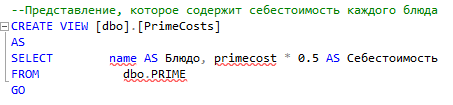 --Представление, которое содержит себестоимость каждого блюда
CREATE VIEW [dbo].[PrimeCosts]
AS
SELECT name AS Блюдо, primecost * 0.5 AS Себестоимость
FROM dbo.PRIME
GO